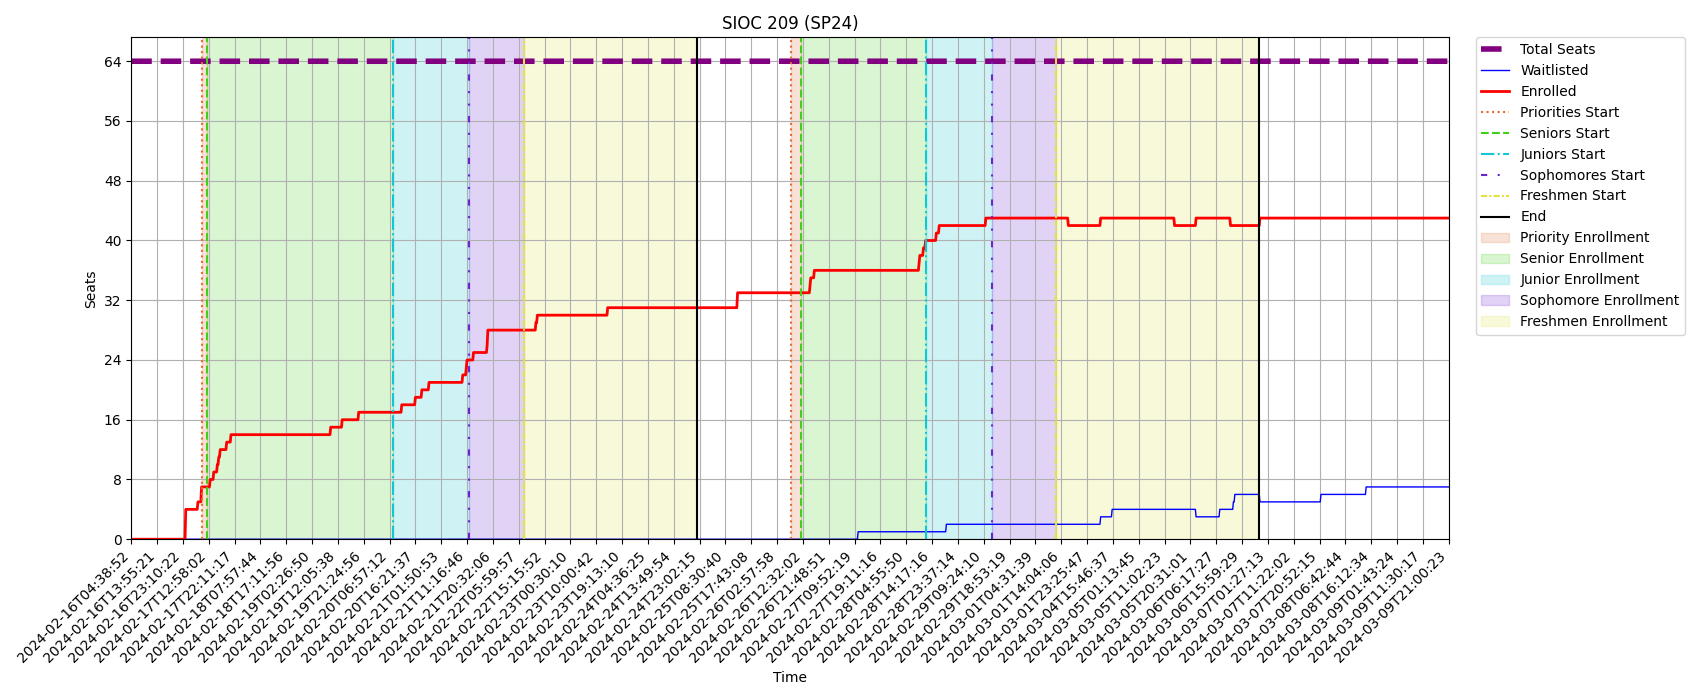 SIOC 209 (SP24)
Seats
64
56
48
40
32
24
16
8
0
2024-02-16T04:38:52
2024-02-16T13:55:21
2024-02-16T23:10:22
2024-02-17T12:58:02
2024-02-17T22:11:17
2024-02-18T07:57:44
2024-02-18T17:11:56
2024-02-19T02:26:50
2024-02-19T12:05:38
2024-02-19T21:24:56
2024-02-20T06:57:12
2024-02-20T16:21:37
2024-02-21T01:50:53
2024-02-21T11:16:46
2024-02-21T20:32:06
2024-02-22T05:59:57
2024-02-22T15:15:52
2024-02-23T00:30:10
2024-02-23T10:00:42
2024-02-23T19:13:10
2024-02-24T04:36:25
2024-02-24T13:49:54
2024-02-24T23:02:15
2024-02-25T08:30:40
2024-02-25T17:43:08
2024-02-26T02:57:58
2024-02-26T12:32:02
2024-02-26T21:48:51
2024-02-27T09:52:19
2024-02-27T19:11:16
2024-02-28T04:55:50
2024-02-28T14:17:16
2024-02-28T23:37:14
2024-02-29T09:24:10
2024-02-29T18:53:19
2024-03-01T04:31:39
2024-03-01T14:04:06
2024-03-01T23:25:47
2024-03-04T15:46:37
2024-03-05T01:13:45
2024-03-05T11:02:23
2024-03-05T20:31:01
2024-03-06T06:17:27
2024-03-06T15:59:29
2024-03-07T01:27:13
2024-03-07T11:22:02
2024-03-07T20:52:15
2024-03-08T06:42:44
2024-03-08T16:12:34
2024-03-09T01:43:24
2024-03-09T11:30:17
2024-03-09T21:00:23
Time
Total Seats
Waitlisted
Enrolled
Priorities Start
Seniors Start
Juniors Start
Sophomores Start
Freshmen Start
End
Priority Enrollment
Senior Enrollment
Junior Enrollment
Sophomore Enrollment
Freshmen Enrollment